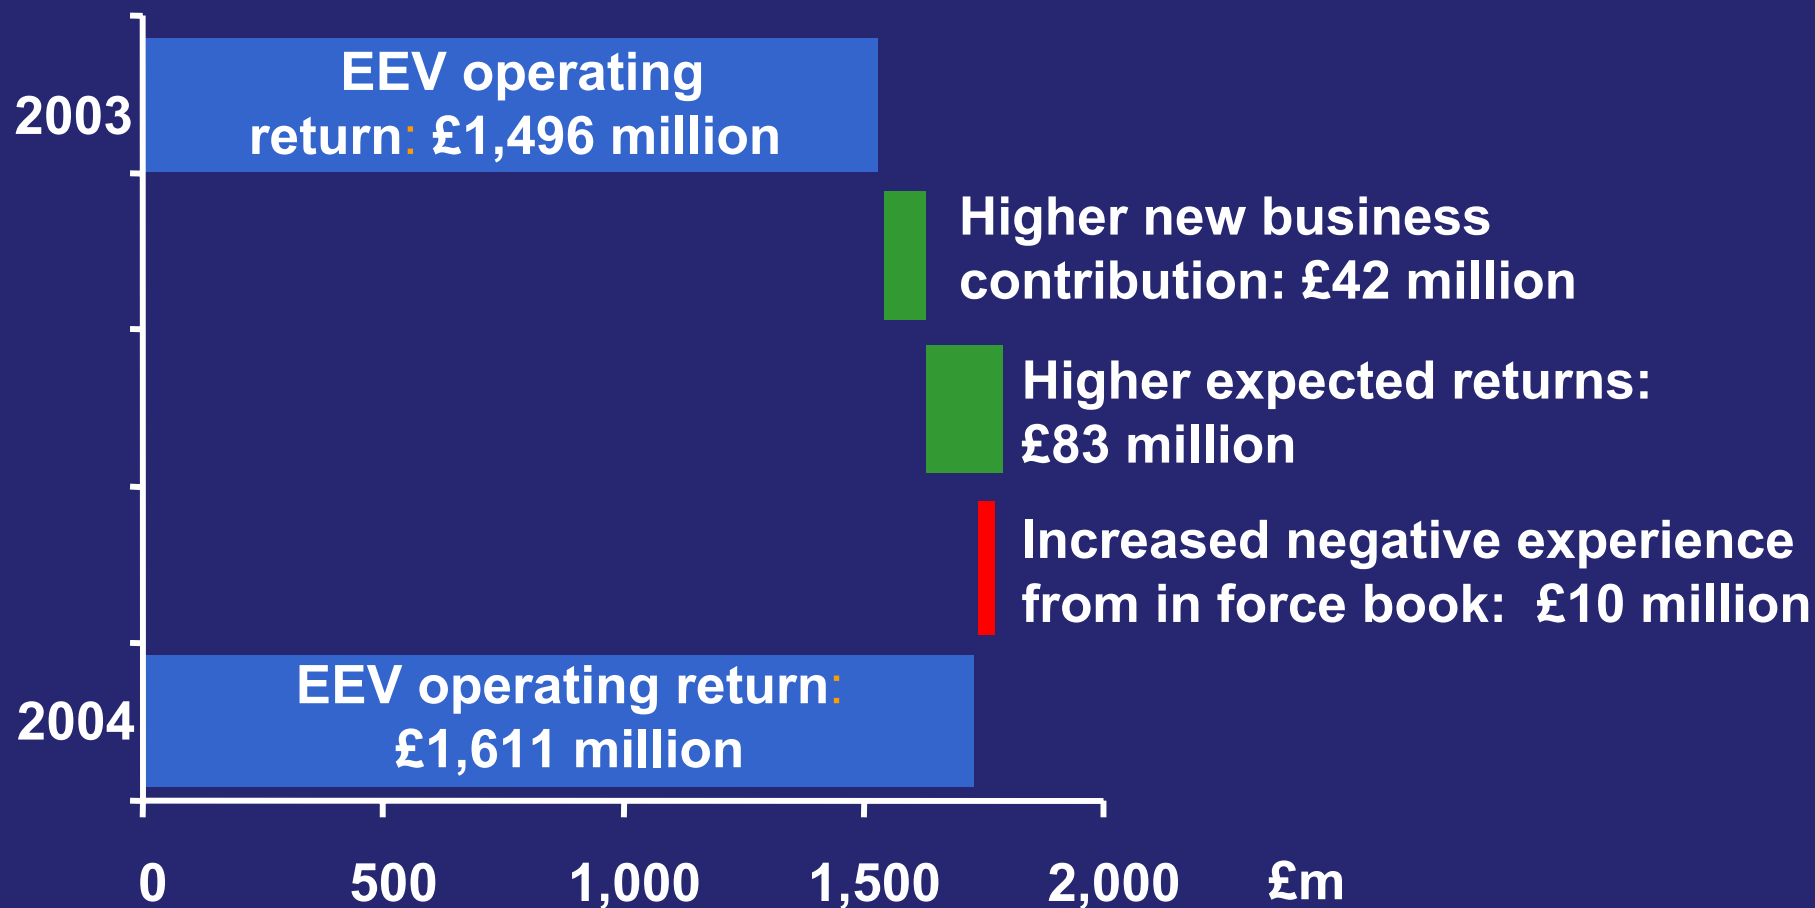 2003
EEV operating
return: £1,496 million
Higher new business
contribution: £42 million
Higher expected returns:
£83 million
Increased negative experience
from in force book:  £10 million
2004
EEV operating return:
£1,611 million
0 500 1,000 1,500 2,000 £m